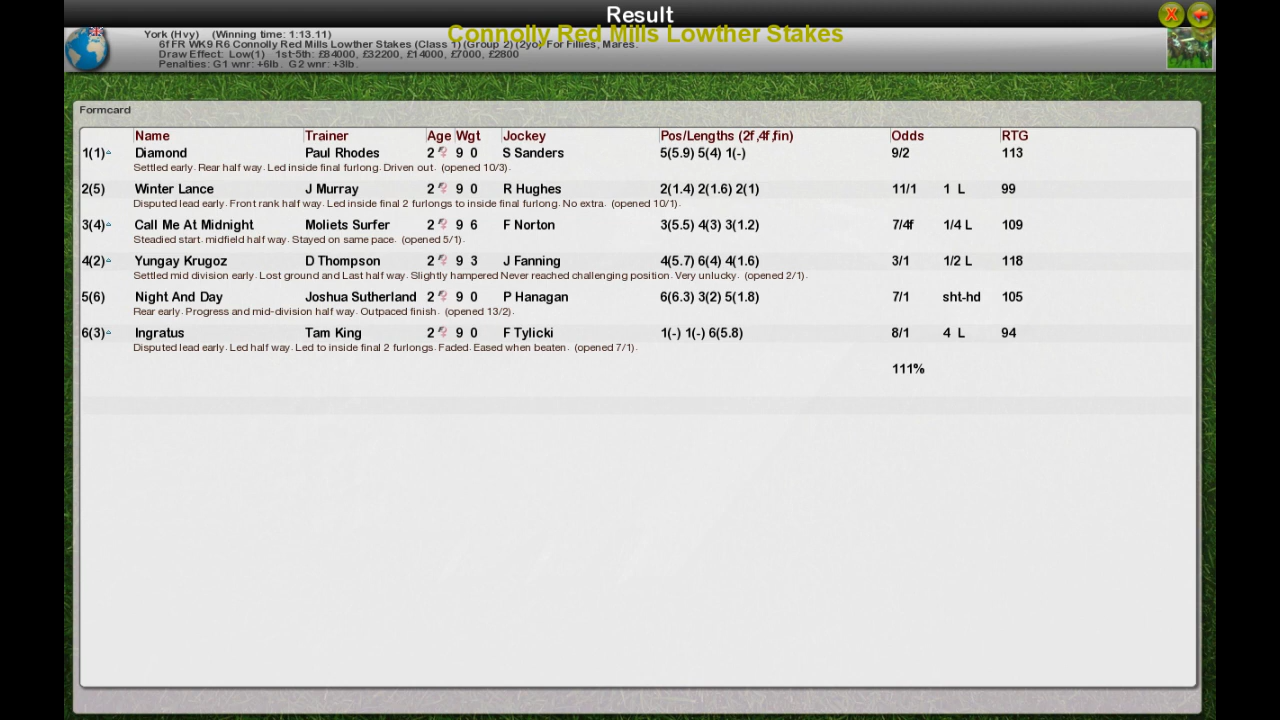 Result
Connolly Red Mills Lowther Stakes
York (Hvy) (Winning time: 1:13.11)
6f FR WK9 R6 Connolly Red Mills Lowther Stakes (Class 1) (Group 2) (2yo) For Fillies, Mares.
Draw Effect: Low(1) 1st-5th: £84000, £32200, £14000, £7000, £2800
Penalties: G1 wnr: +6lb. G2 wnr: +3lb.
Formcard
Name Trainer Age Wgt Jockey Pos/Lengths (2f,4f,fin) Odds RTG
1(1) Diamond Paul Rhodes 2 9 0 S Sanders 5(5.9) 5(4) 1(-) 9/2 113
Settled early. Rear half way. Led inside final furlong. Driven out. (opened 10/3).
2(5) Winter Lance J Murray 2 9 0 R Hughes 2(1.4) 2(1.6) 2(1) 11/1 1 L 99
Disputed lead early. Front rank half way. Led inside final 2 furlongs to inside final furlong. No extra. (opened 10/1).
3(4) Call Me At Midnight Moliets Surfer 2 9 6 F Norton 3(5.5) 4(3) 3(1.2) 7/4f 1/4 L 109
Steadied start. midfield half way. Stayed on same pace. (opened 5/1).
4(2) Yungay Krugoz D Thompson 2 9 3 J Fanning 4(5.7) 6(4) 4(1.6) 3/1 1/2 L 118
Settled mid division early. Lost ground and Last half way. Slightly hampered Never reached challenging position. Very unlucky. (opened 2/1).
5(6) Night And Day Joshua Sutherland 2 9 0 P Hanagan 6(6.3) 3(2) 5(1.8) 7/1 sht-hd 105
Rear early. Progress and mid-division half way. Outpaced finish. (opened 13/2).
6(3) Ingratus Tam King 2 9 0 F Tylicki 1(-) 1(-) 6(5.8) 8/1 4 L 94
Disputed lead early. Led half way. Led to inside final 2 furlongs. Faded. Eased when beaten. (opened 7/1).
111%